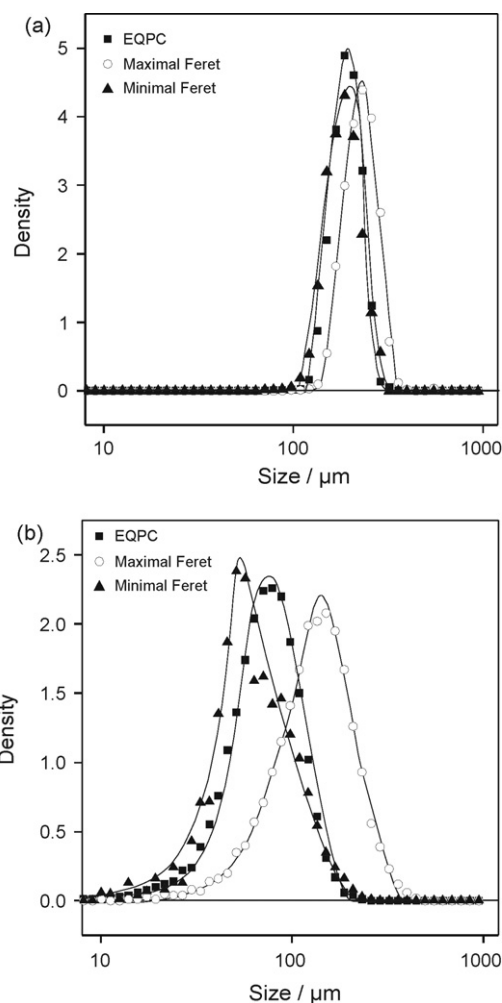 (a)
EQPC
Maximal Feret
Minimal Feret
5
4
3
2
1
0
Density
10
100
1000
Size / µm
(b)
EQPC
Maximal Feret
Minimal Feret
2.5
2.0
1.5
1.0
0.5
0.0
Density
10
100
1000
Size / µm